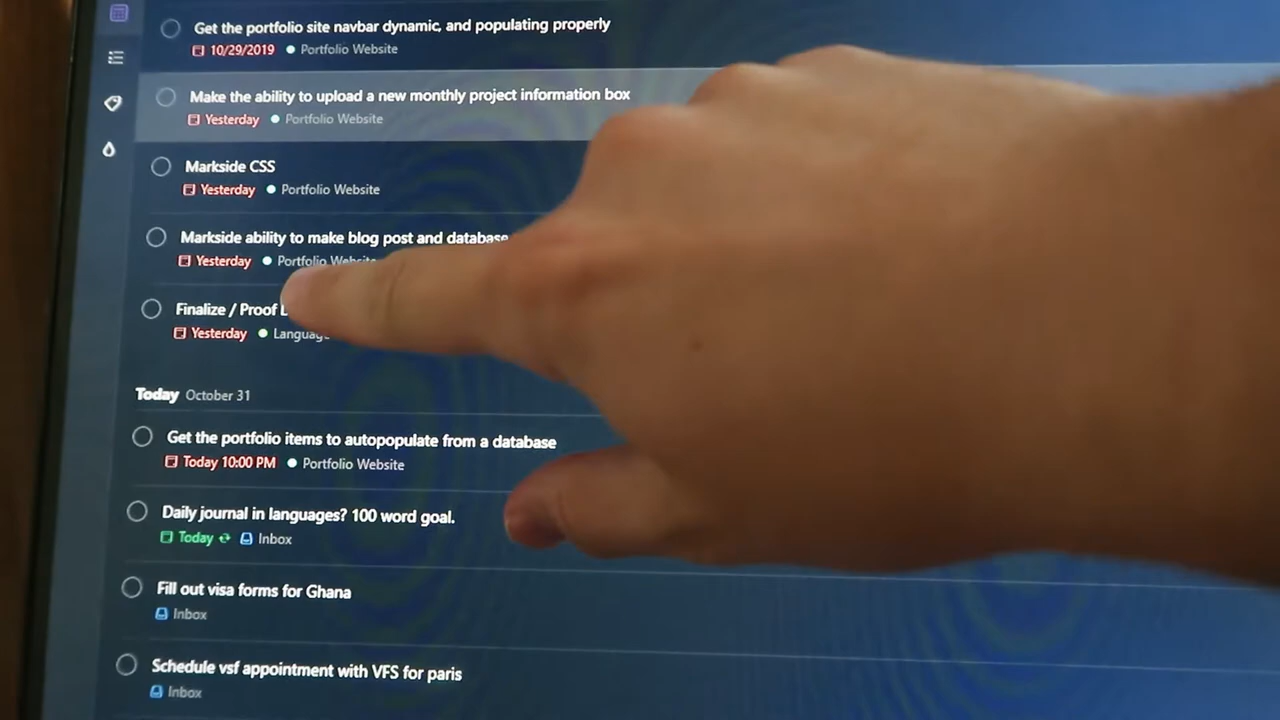 Get the portfolio site navbar dynamic, and populating properly
10/29/2019 Portfolio Website
Make the ability to upload a new monthly project information box
Yesterday Portfolio Website
Markside CSS
Yesterday Portfolio Website
Markside ability to make blog post and database
Yesterday Portfolio Website
Finalize / Proof
Yesterday
Today October 31
Get the portfolio items to autopopulate from a database
Today 10:00 PM Portfolio Website
Daily journal in languages? 100 word goal.
Today Inbox
Fill out visa forms for Ghana
Inbox
Schedule vsf appointment with VFS for paris
Inbox